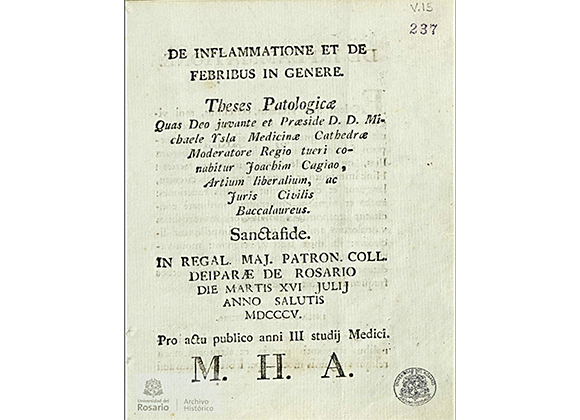 V.15
237
DE INFLAMMATIONE ET DE
FEBRIBUS IN GENERE.
Theses Patologicæ
Quas Deo juvante et Præside D. D. Mi-
chaele Ysla Medicinæ Cathedræ
Moderatore Regio tueri co-
nabitur Joachim Cagiao,
Artium liberalium, ac
Juris Civilis
Baccalaureus.
Sanctafide.
IN REGAL. MAJ. PATRON. COLL.
DEIPARÆ DE ROSARIO
DIE MARTIS XVI JULIJ
ANNO SALUTIS
MDCCCV.
Pro actu publico anni III studij Medici.
M. H. A.
Universidad del
Rosario
Archivo
Histórico